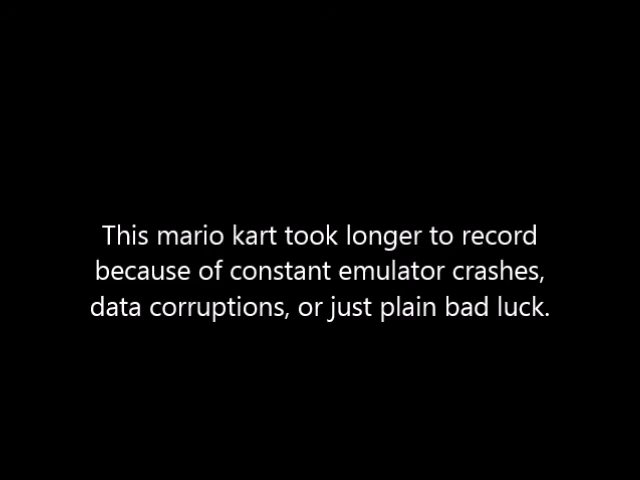 This mario kart took longer to record
because of constant emulator crashes,
data corruptions, or just plain bad luck.